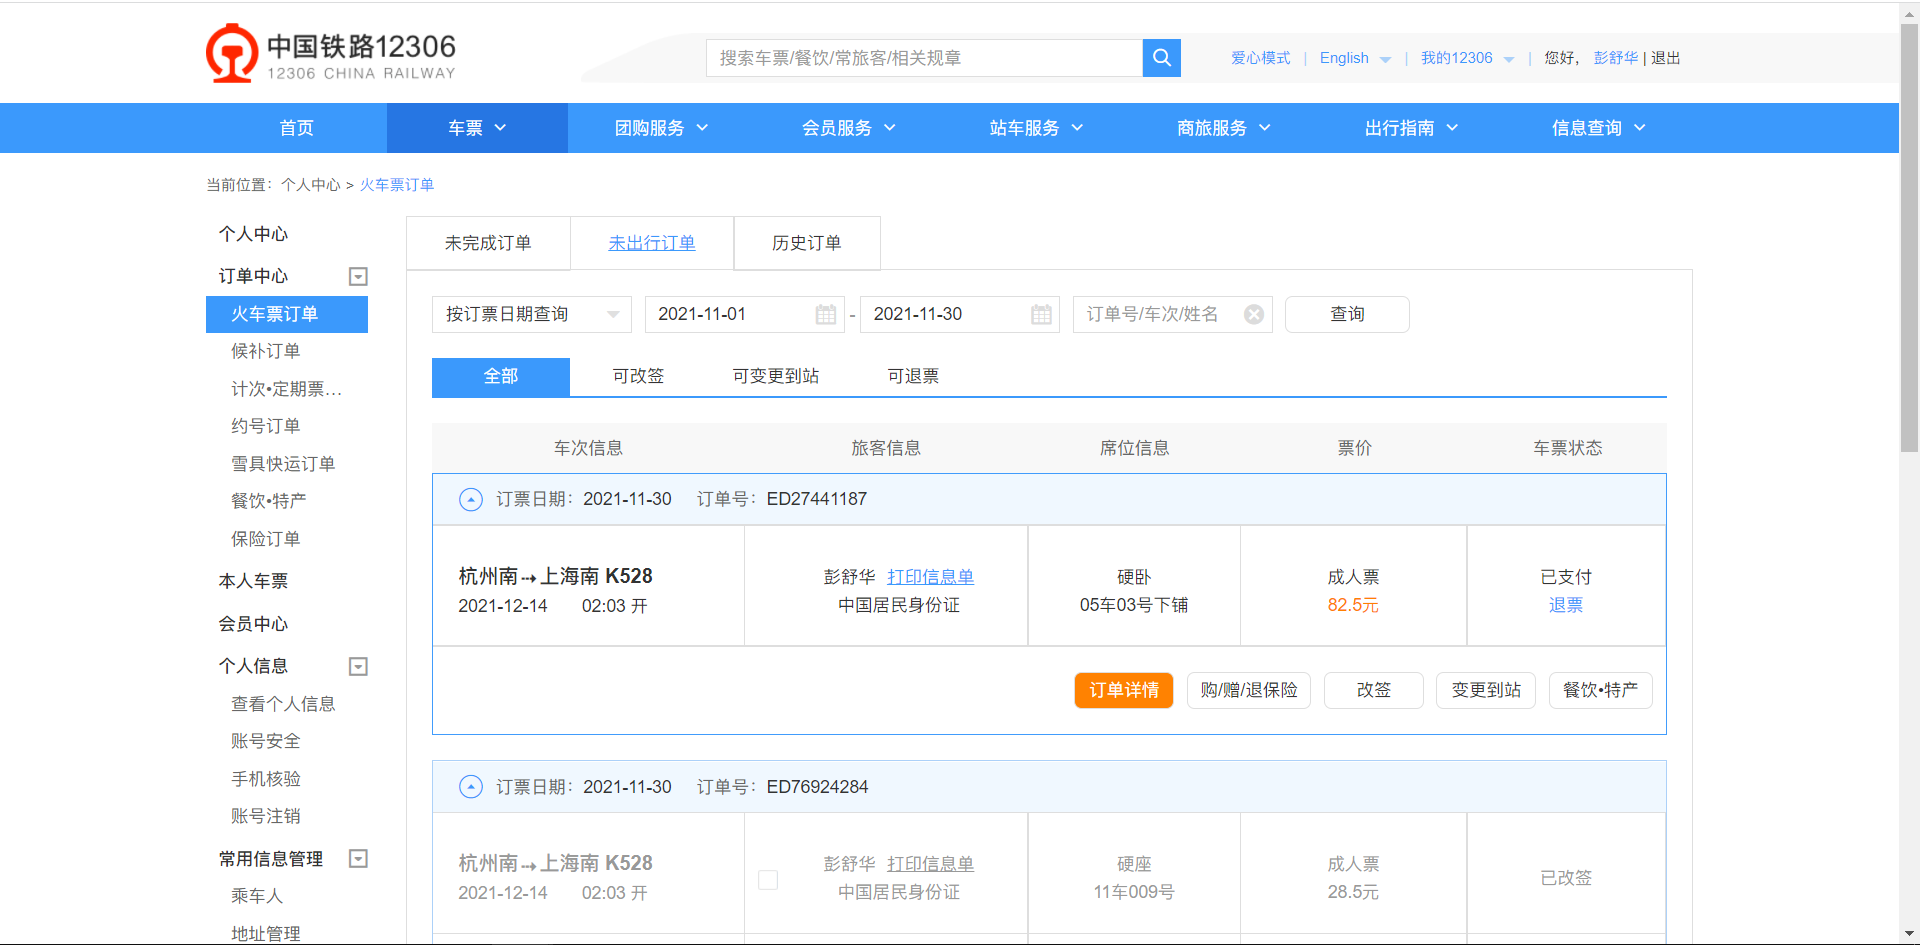 中国铁路12306
12306 CHINA RAILWAY
搜索车票/餐饮/常旅客/相关规章
爱心模式 | English | 我的12306 | 您好， 彭舒华 | 退出
首页 车票 团购服务 会员服务 站车服务 商旅服务 出行指南 信息查询
当前位置：个人中心 > 火车票订单
个人中心
订单中心
火车票订单
候补订单
计次•定期票…
约号订单
雪具快运订单
餐饮•特产
保险订单
本人车票
会员中心
个人信息
查看个人信息
账号安全
手机核验
账号注销
常用信息管理
乘车人
地址管理
未完成订单 未出行订单 历史订单
按订票日期查询 2021-11-01 - 2021-11-30 订单号/车次/姓名 查询
全部 可改签 可变更到站 可退票
车次信息 旅客信息 席位信息 票价 车票状态
订票日期：2021-11-30 订单号：ED27441187
杭州南⇢上海南 K528 彭舒华 打印信息单 硬卧 成人票 已支付
2021-12-14 02:03 开 中国居民身份证 05车03号下铺 82.5元 退票
订单详情 购/赠/退保险 改签 变更到站 餐饮•特产
订票日期：2021-11-30 订单号：ED76924284
杭州南⇢上海南 K528 彭舒华 打印信息单 硬座 成人票 已改签
2021-12-14 02:03 开 中国居民身份证 11车009号 28.5元